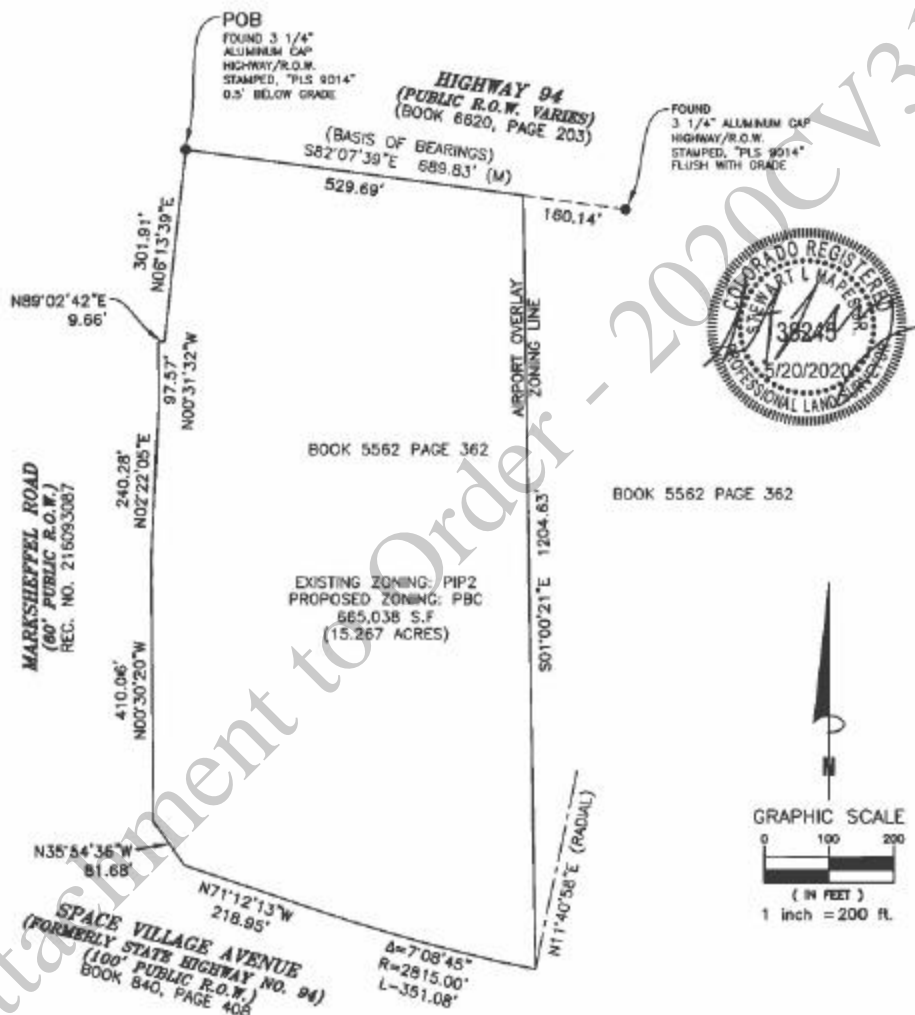 POB
FOUND 3 1/4"
ALUMINUM CAP
HIGHWAY/R.O.W.
STAMPED, "PLS 9014"
0.5' BELOW GRADE
HIGHWAY 94
(PUBLIC R.O.W. VARIES)
(BOOK 6620, PAGE 203)
FOUND
3 1/4" ALUMINUM CAP
HIGHWAY/R.O.W.
STAMPED, "PLS 9014"
FLUSH WITH GRADE
(BASIS OF BEARINGS)
S82°07'39"E 689.83' (M)
529.69'
160.14'
301.91'
N06°13'39"E
N89°02'42"E
9.66'
97.57'
N00°31'32"W
240.28'
N02°22'05"E
MARKSHEFFEL ROAD
(60' PUBLIC R.O.W.)
REC. NO. 216093087
410.06'
N00°30'20"W
AIRPORT OVERLAY
ZONING LINE
COLORADO REGISTERED
STEWART L. MAPES, JR.
38245
5/20/2020
PROFESSIONAL LAND SURVEYOR
BOOK 5562 PAGE 362
BOOK 5562 PAGE 362
EXISTING ZONING: PIP2
PROPOSED ZONING: PBC
665,038 S.F
(15.267 ACRES)
S01°00'21"E 1204.63'
N35°54'36"W
81.68'
N71°12'13"W
218.95'
Δ=7°08'45"
R=2815.00'
L=351.08'
N11°40'58"E (RADIAL)
SPACE VILLAGE AVENUE
(FORMERLY STATE HIGHWAY NO. 94)
(100' PUBLIC R.O.W.)
BOOK 840, PAGE 408
N
GRAPHIC SCALE
0 100 200
( IN FEET )
1 inch = 200 ft.
Attachment to Order - 2020CV3